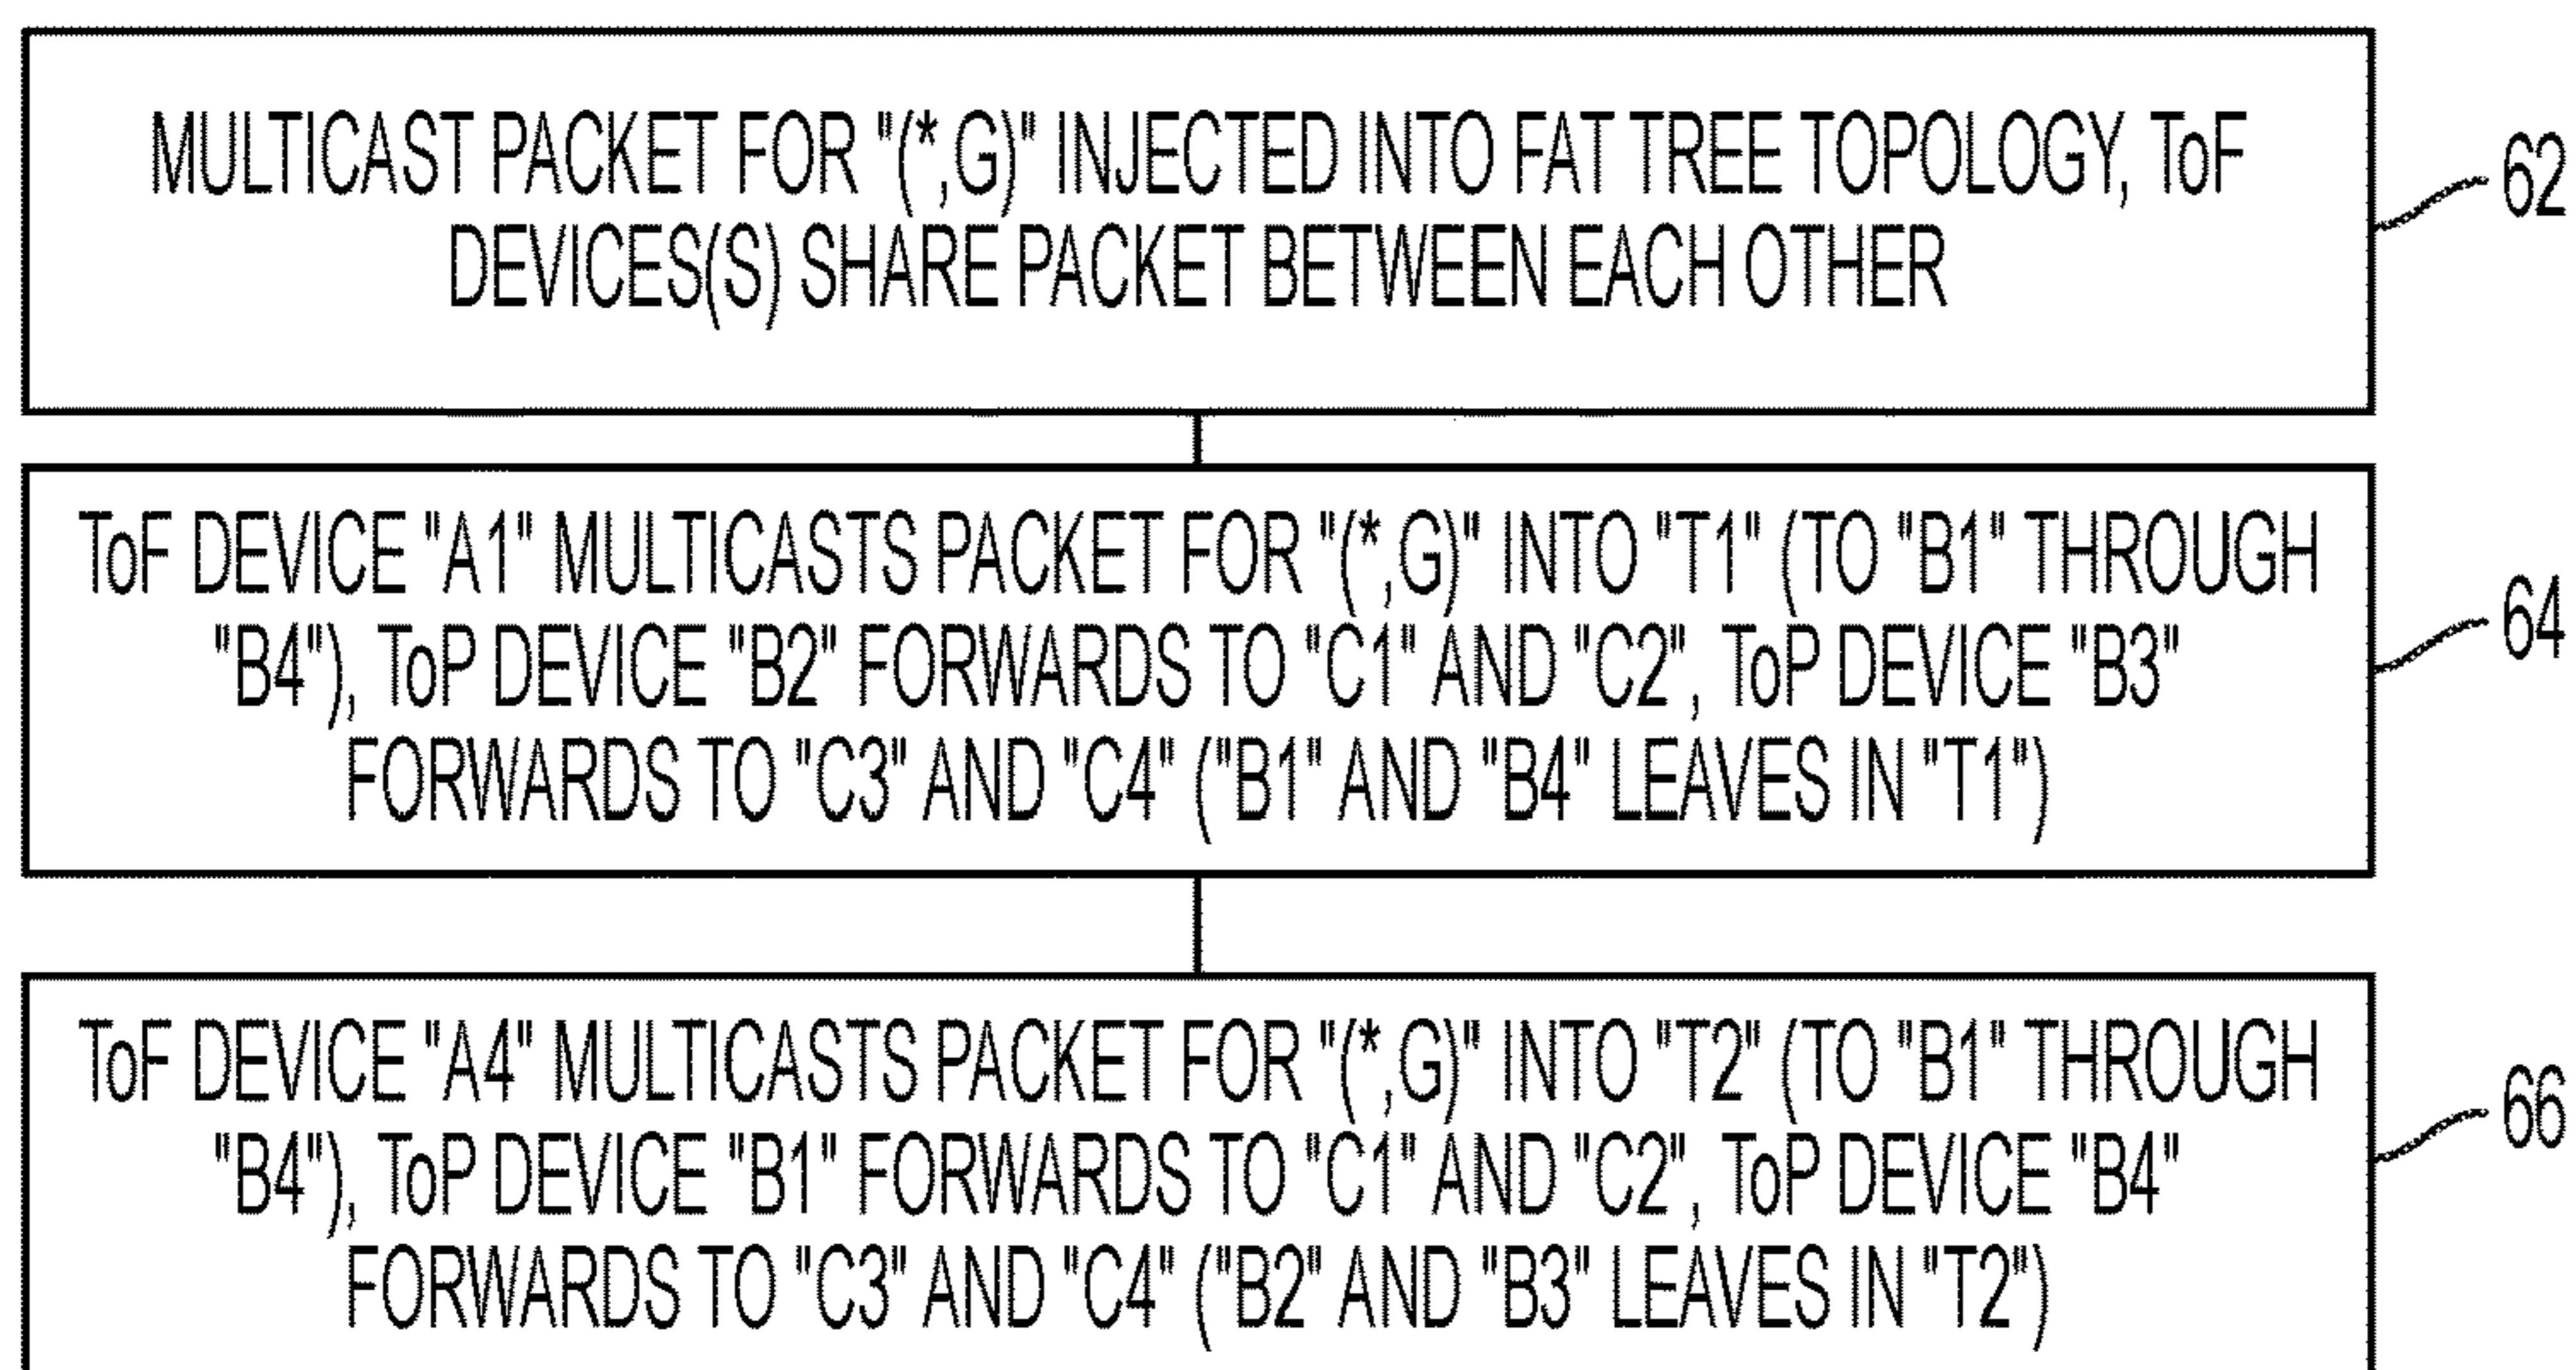 MULTICAST PACKET FOR "(*,G)" INJECTED INTO FAT TREE TOPOLOGY, ToF
DEVICES(S) SHARE PACKET BETWEEN EACH OTHER
62
ToF DEVICE "A1" MULTICASTS PACKET FOR "(*,G)" INTO "T1" (TO "B1" THROUGH
"B4"), ToP DEVICE "B2" FORWARDS TO "C1" AND "C2", ToP DEVICE "B3"
FORWARDS TO "C3" AND "C4" ("B1" AND "B4" LEAVES IN "T1")
64
ToF DEVICE "A4" MULTICASTS PACKET FOR "(*,G)" INTO "T2" (TO "B1" THROUGH
"B4"), ToP DEVICE "B1" FORWARDS TO "C1" AND "C2", ToP DEVICE "B4"
FORWARDS TO "C3" AND "C4" ("B2" AND "B3" LEAVES IN "T2")
66